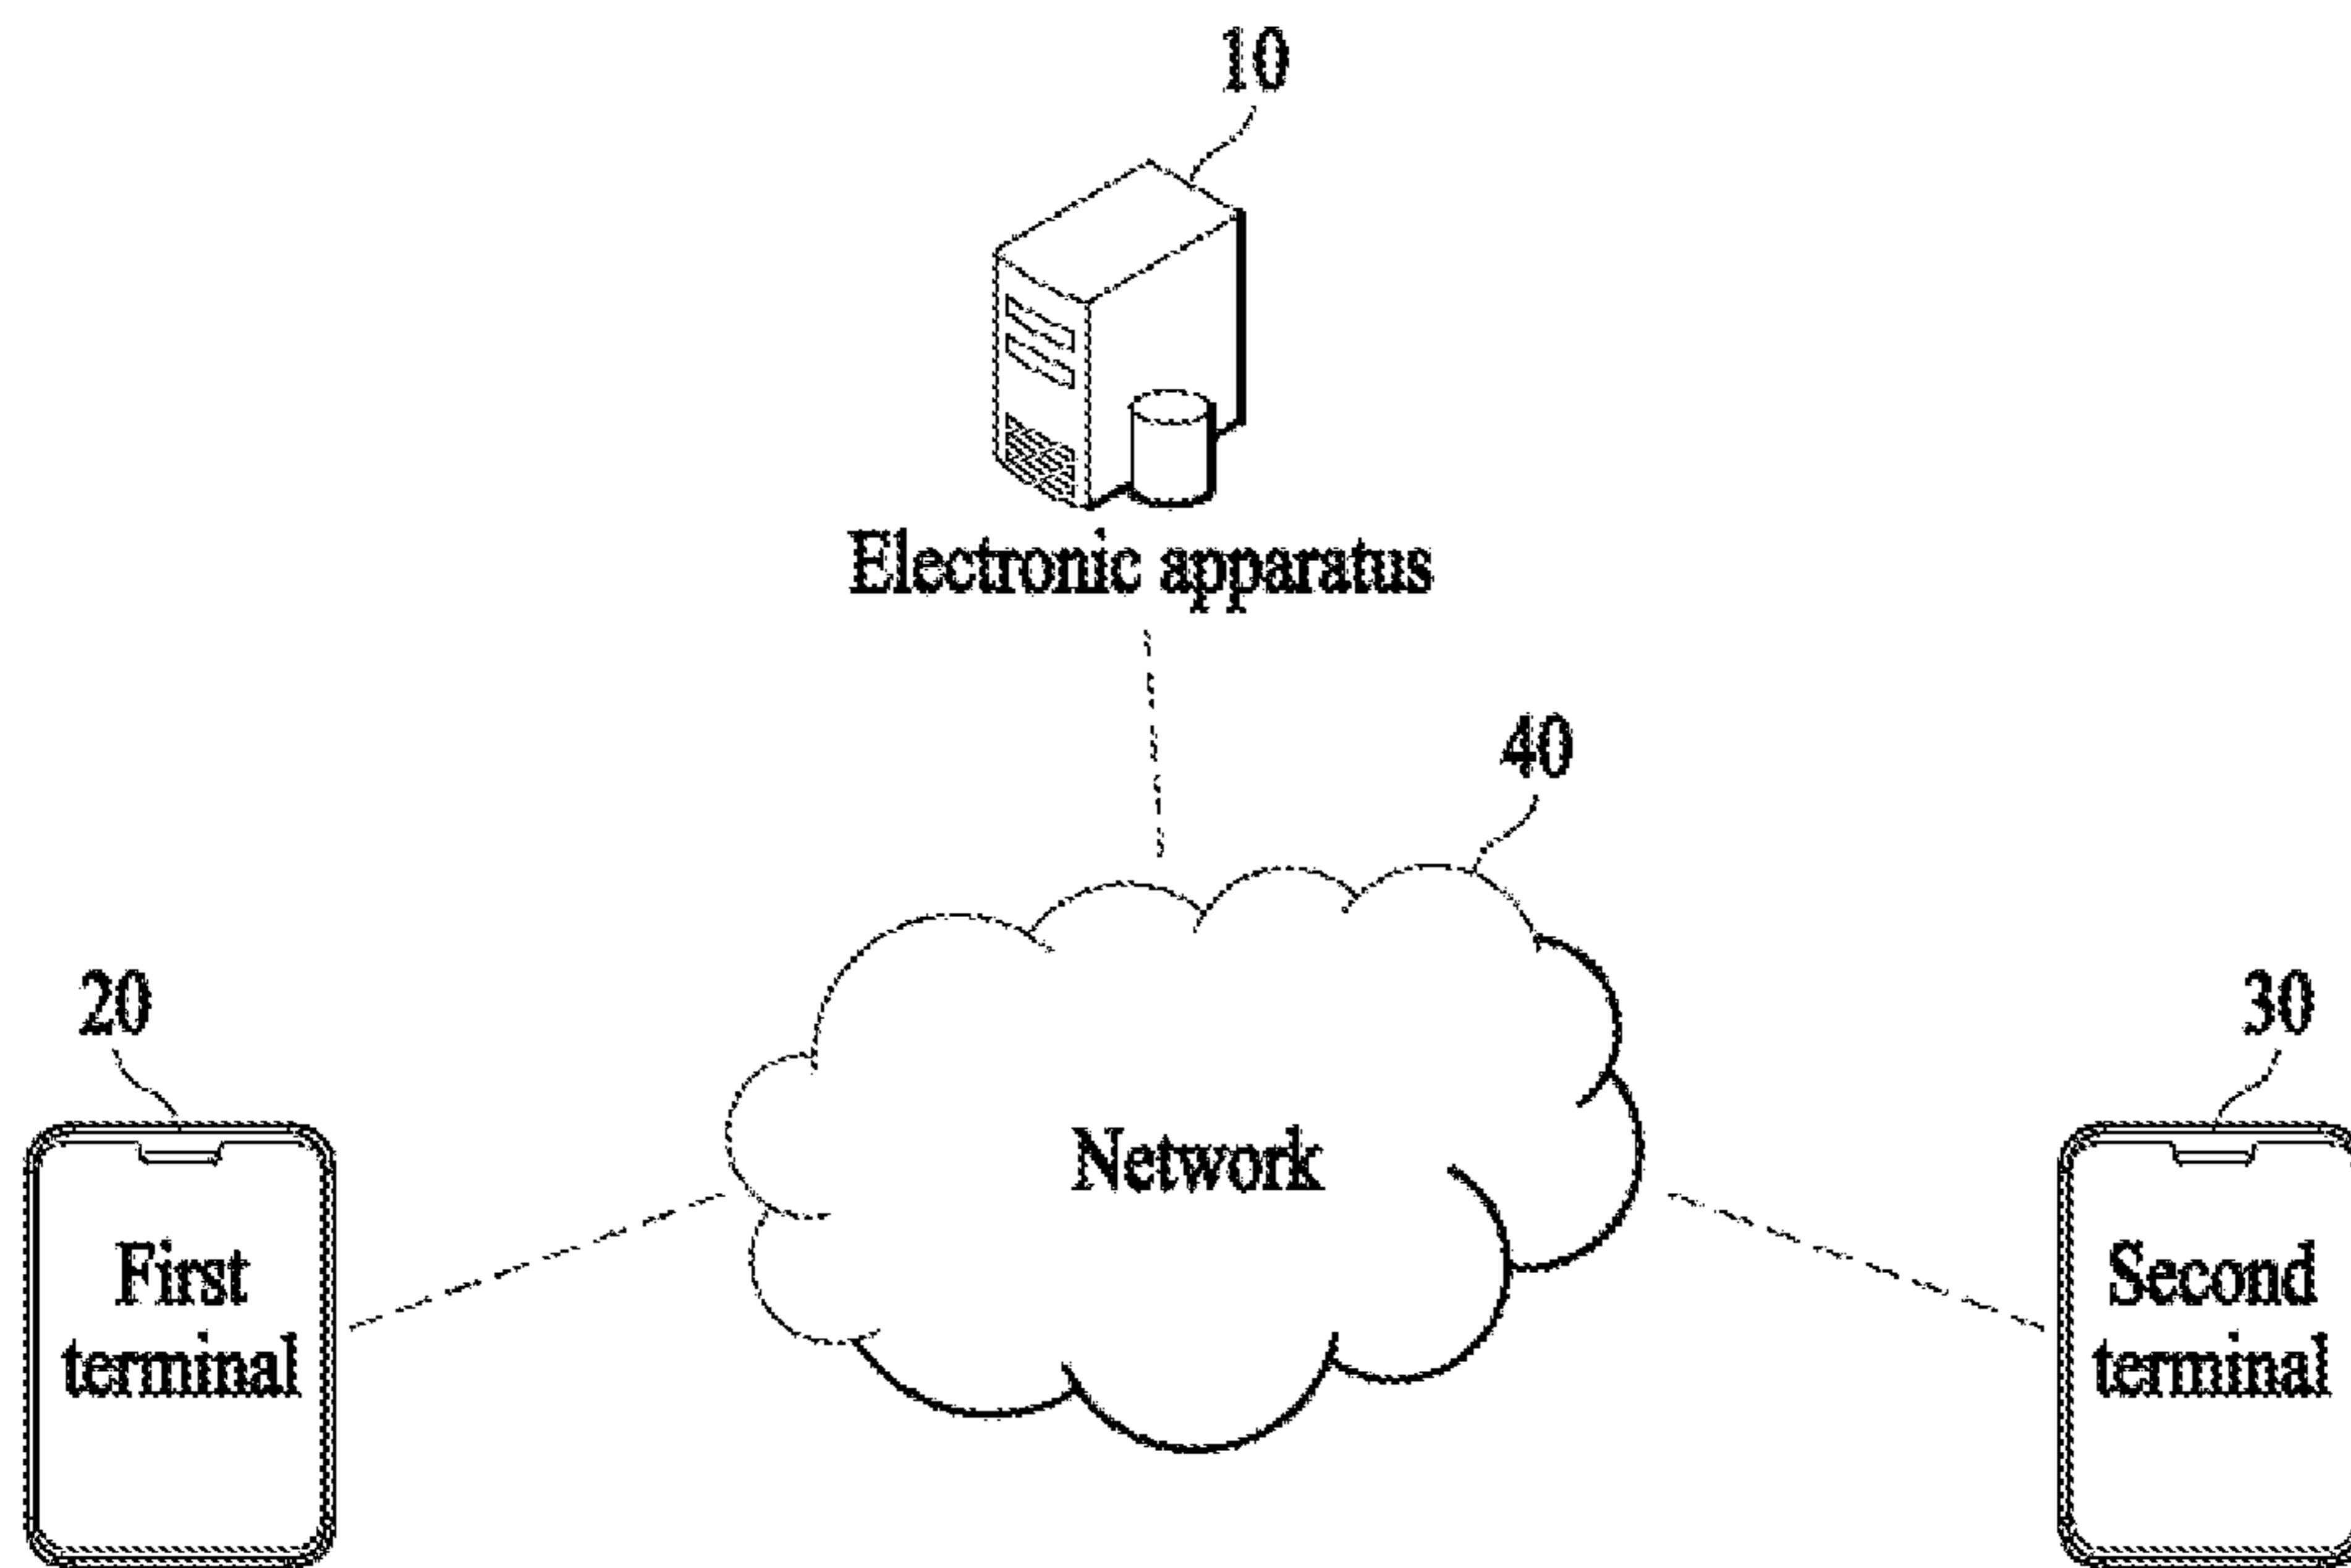 10
Electronic apparatus
40
20
30
Network
First
terminal
Second
terminal